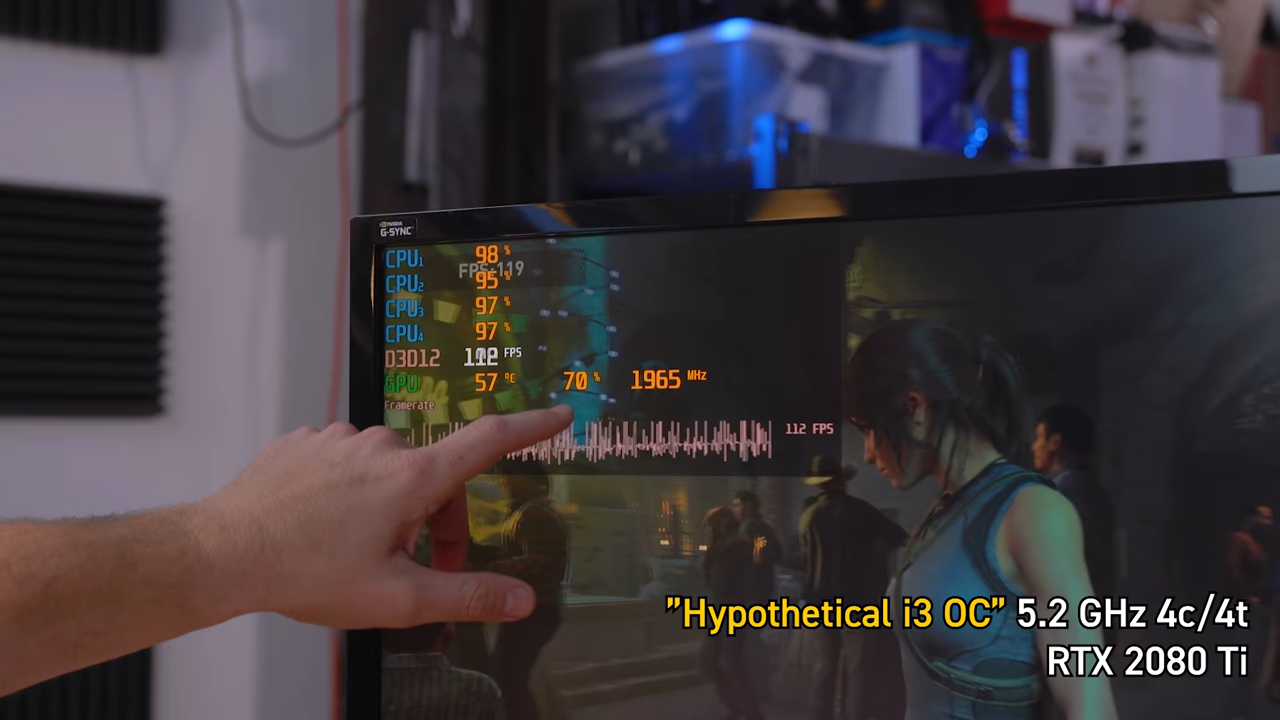 NVIDIA
G-SYNC
CPU1 98 %
FPS:119
CPU2 95 %
CPU3 97 %
CPU4 97 %
D3D12 FPS
GPU 57 °C 70 % 1965 MHz
Framerate
112 FPS
"Hypothetical i3 OC” 5.2 GHz 4c/4t
RTX 2080 Ti